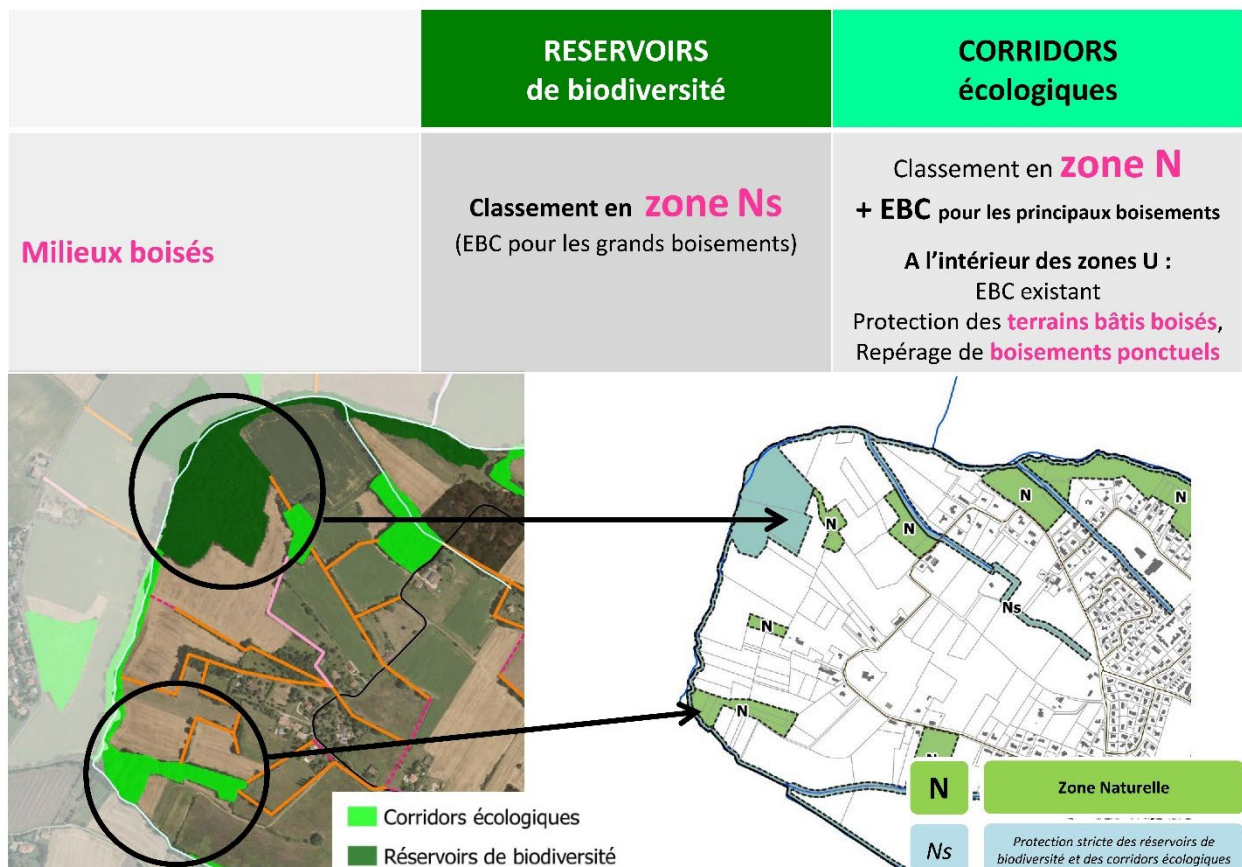 RESERVOIRS
de biodiversité
CORRIDORS
écologiques
Milieux boisés
Classement en zone Ns
(EBC pour les grands boisements)
Classement en zone N
+ EBC pour les principaux boisements
A l'intérieur des zones U :
EBC existant
Protection des terrains bâtis boisés,
Repérage de boisements ponctuels
Corridors écologiques
Réservoirs de biodiversité
N
N
N
N
Ns
N
N
N
N
Zone Naturelle
Ns
Protection stricte des réservoirs de
biodiversité et des corridors écologiques